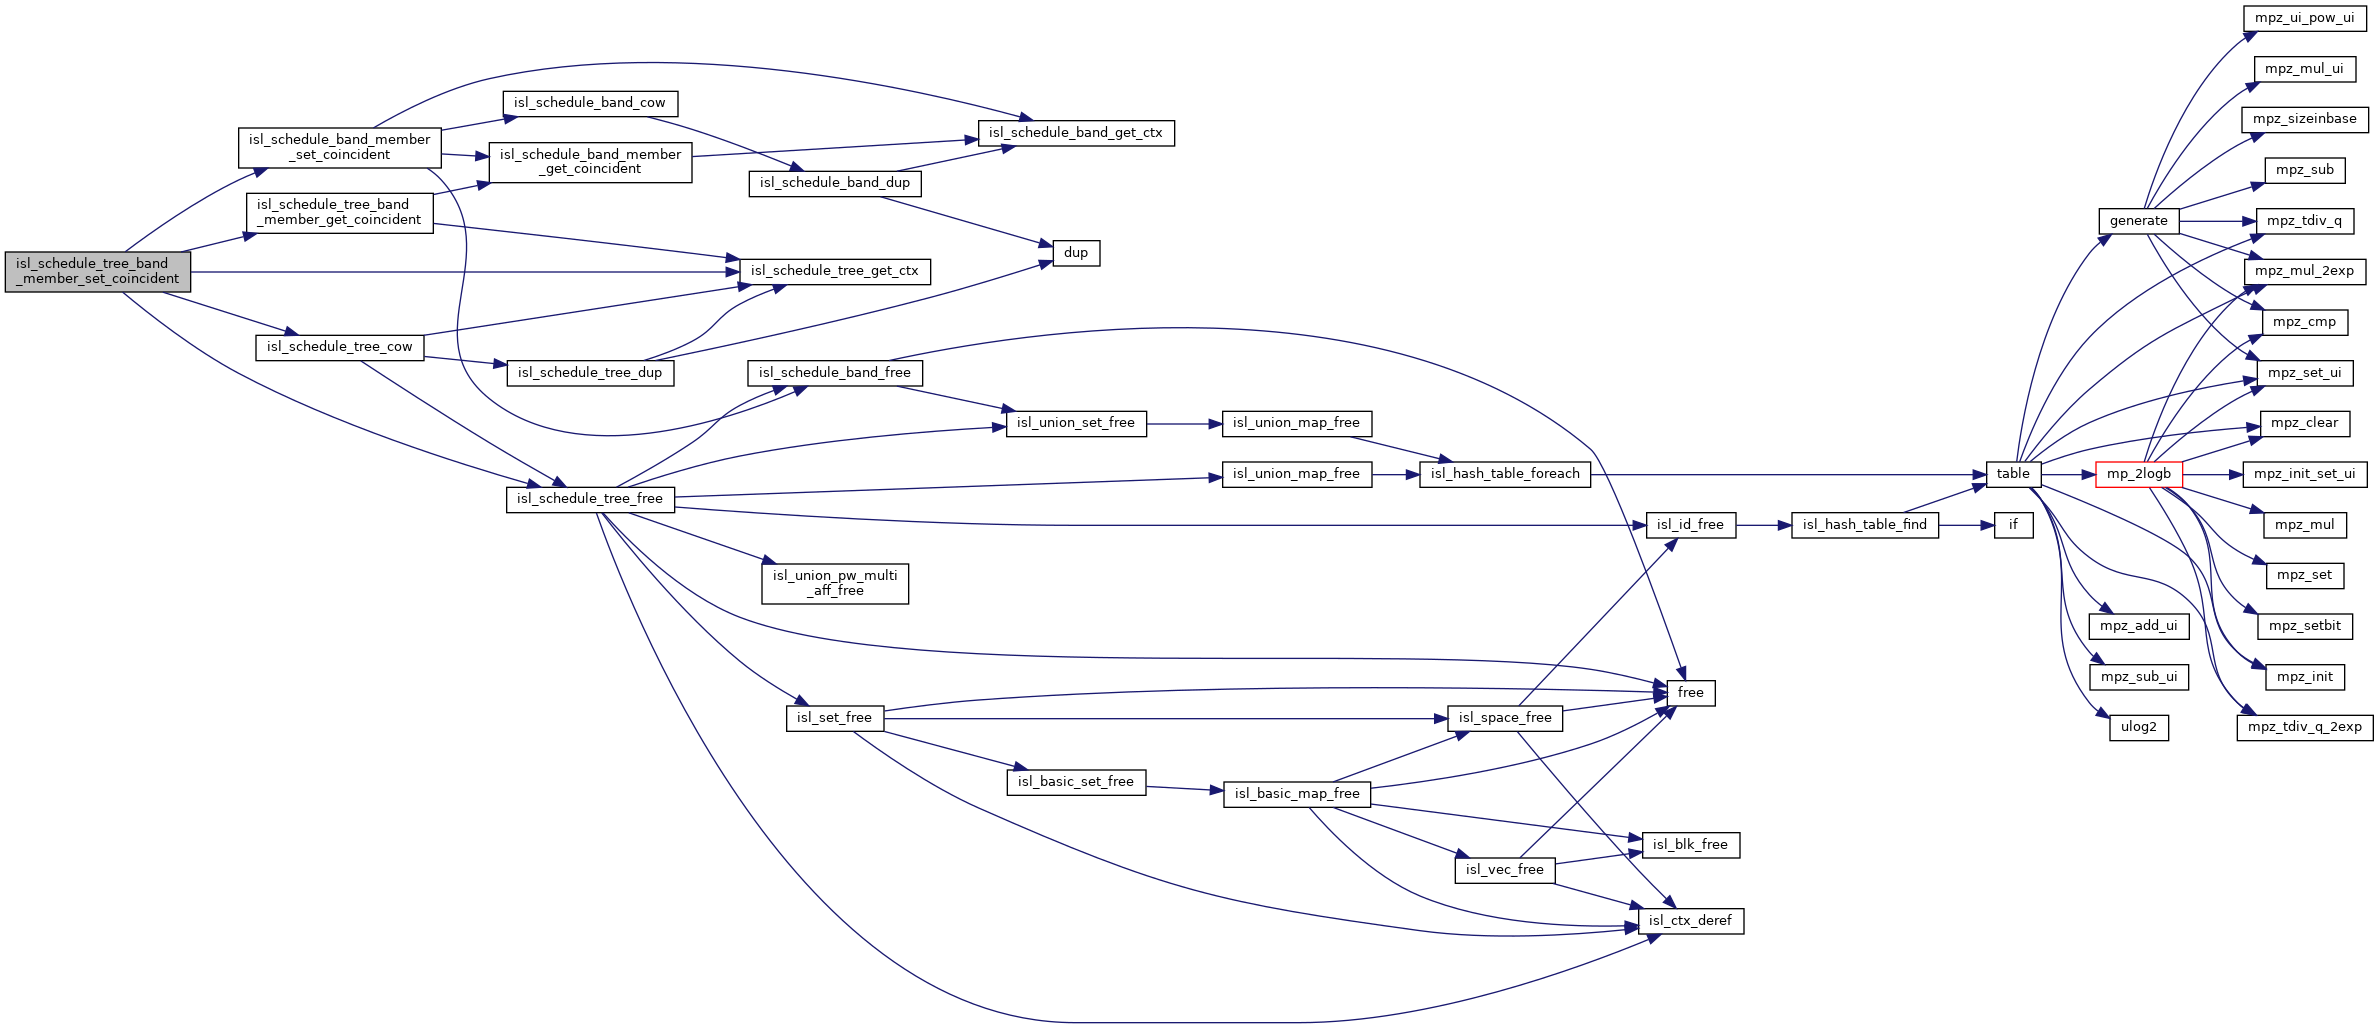 isl_schedule_tree_band
_member_set_coincident
isl_schedule_band_member
_set_coincident
isl_schedule_tree_band
_member_get_coincident
isl_schedule_tree_cow
isl_schedule_band_cow
isl_schedule_band_member
_get_coincident
isl_schedule_tree_dup
isl_schedule_tree_free
isl_schedule_band_dup
isl_schedule_tree_get_ctx
isl_schedule_band_free
isl_union_pw_multi
_aff_free
isl_set_free
isl_schedule_band_get_ctx
dup
isl_union_set_free
isl_basic_set_free
isl_union_map_free
isl_union_map_free
isl_basic_map_free
isl_hash_table_foreach
isl_space_free
isl_vec_free
isl_id_free
free
isl_blk_free
isl_ctx_deref
isl_hash_table_find
table
if
generate
mp_2logb
mpz_add_ui
mpz_sub_ui
ulog2
mpz_ui_pow_ui
mpz_mul_ui
mpz_sizeinbase
mpz_sub
mpz_tdiv_q
mpz_mul_2exp
mpz_cmp
mpz_set_ui
mpz_clear
mpz_init_set_ui
mpz_mul
mpz_set
mpz_setbit
mpz_init
mpz_tdiv_q_2exp